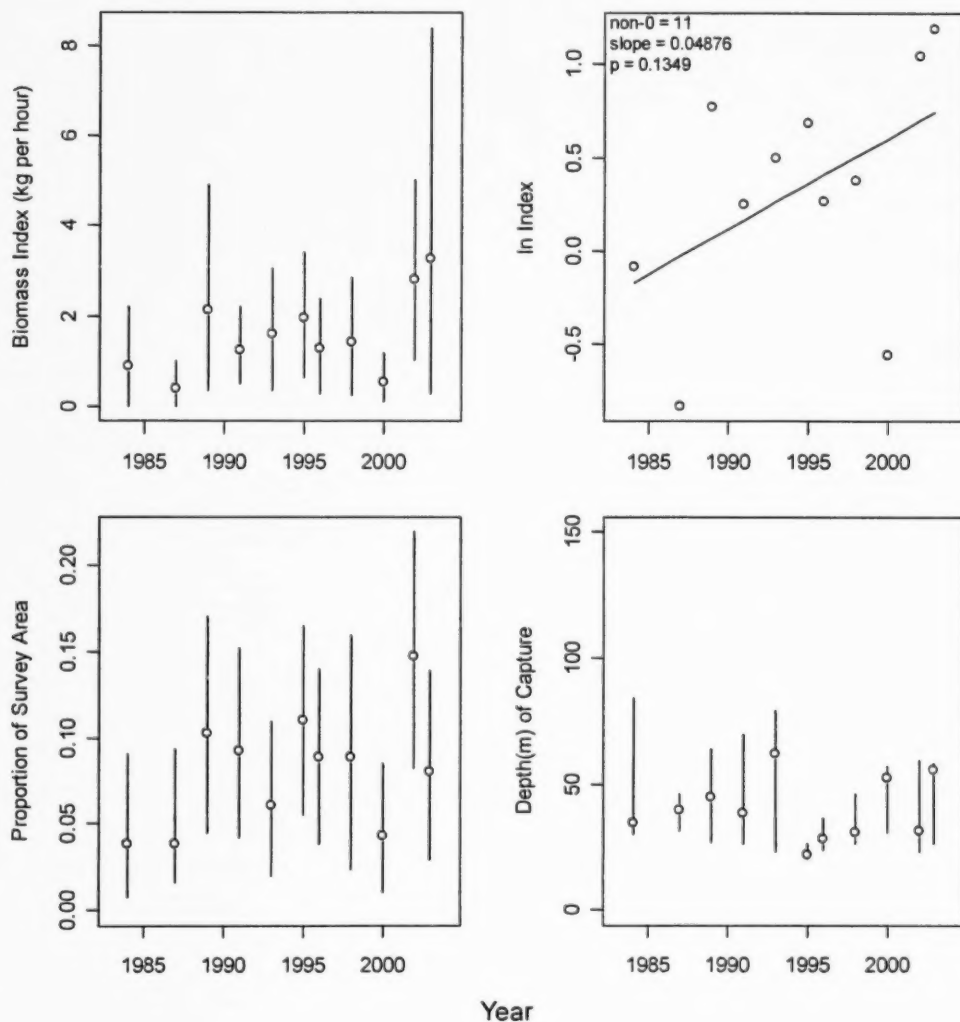 Biomass Index (kg per hour)
0 2 4 6 8
1985 1990 1995 2000
non-0 = 11
slope = 0.04876
p = 0.1349
ln Index
-0.5 0.0 0.5 1.0
1985 1990 1995 2000
Proportion of Survey Area
0.00 0.05 0.10 0.15 0.20
1985 1990 1995 2000
Depth(m) of Capture
0 50 100 150
1985 1990 1995 2000
Year